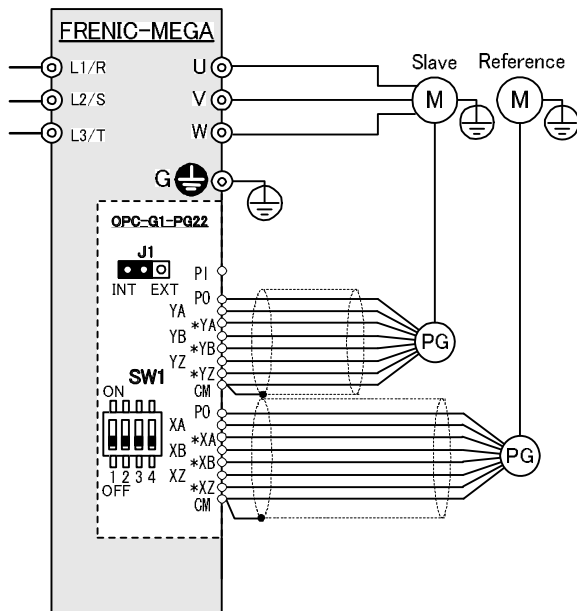 FRENIC-MEGA
Slave Reference
L1/R U M M
L2/S V
L3/T W
G
OPC-G1-PG22
J1
INT EXT
PI
PO
YA
*YA
YB
*YB
YZ
*YZ
CM
PG
SW1
ON
1 2 3 4
OFF
PO
XA
*XA
XB
*XB
XZ
*XZ
CM
PG